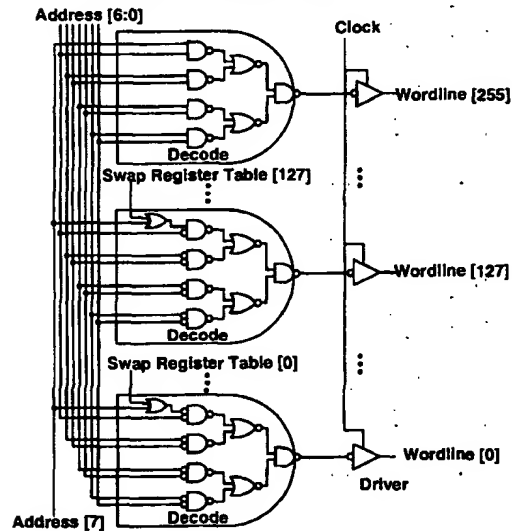 Address [6:0]
Clock
Wordline [255]
Decode
Swap Register Table [127]
Wordline [127]
Decode
Swap Register Table [0]
Wordline [0]
Driver
Address [7]
Decode